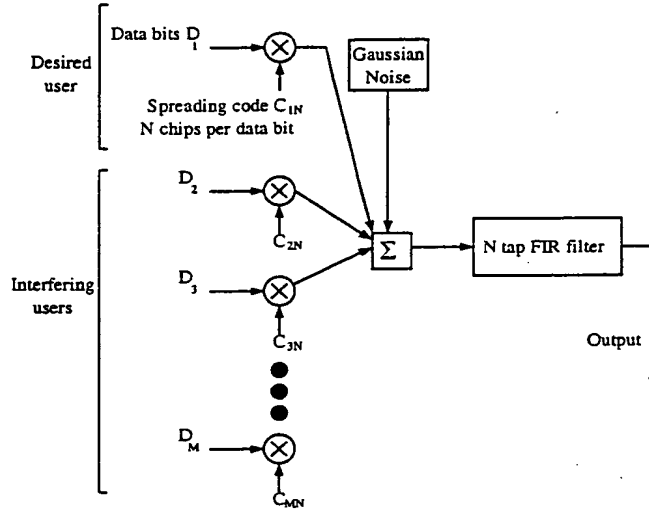 Data bits D1
Desired
user
Gaussian
Noise
Spreading code C1N
N chips per data bit
D2
C2N
Σ
N tap FIR filter
Interfering
users
D3
C3N
Output
DM
CMN